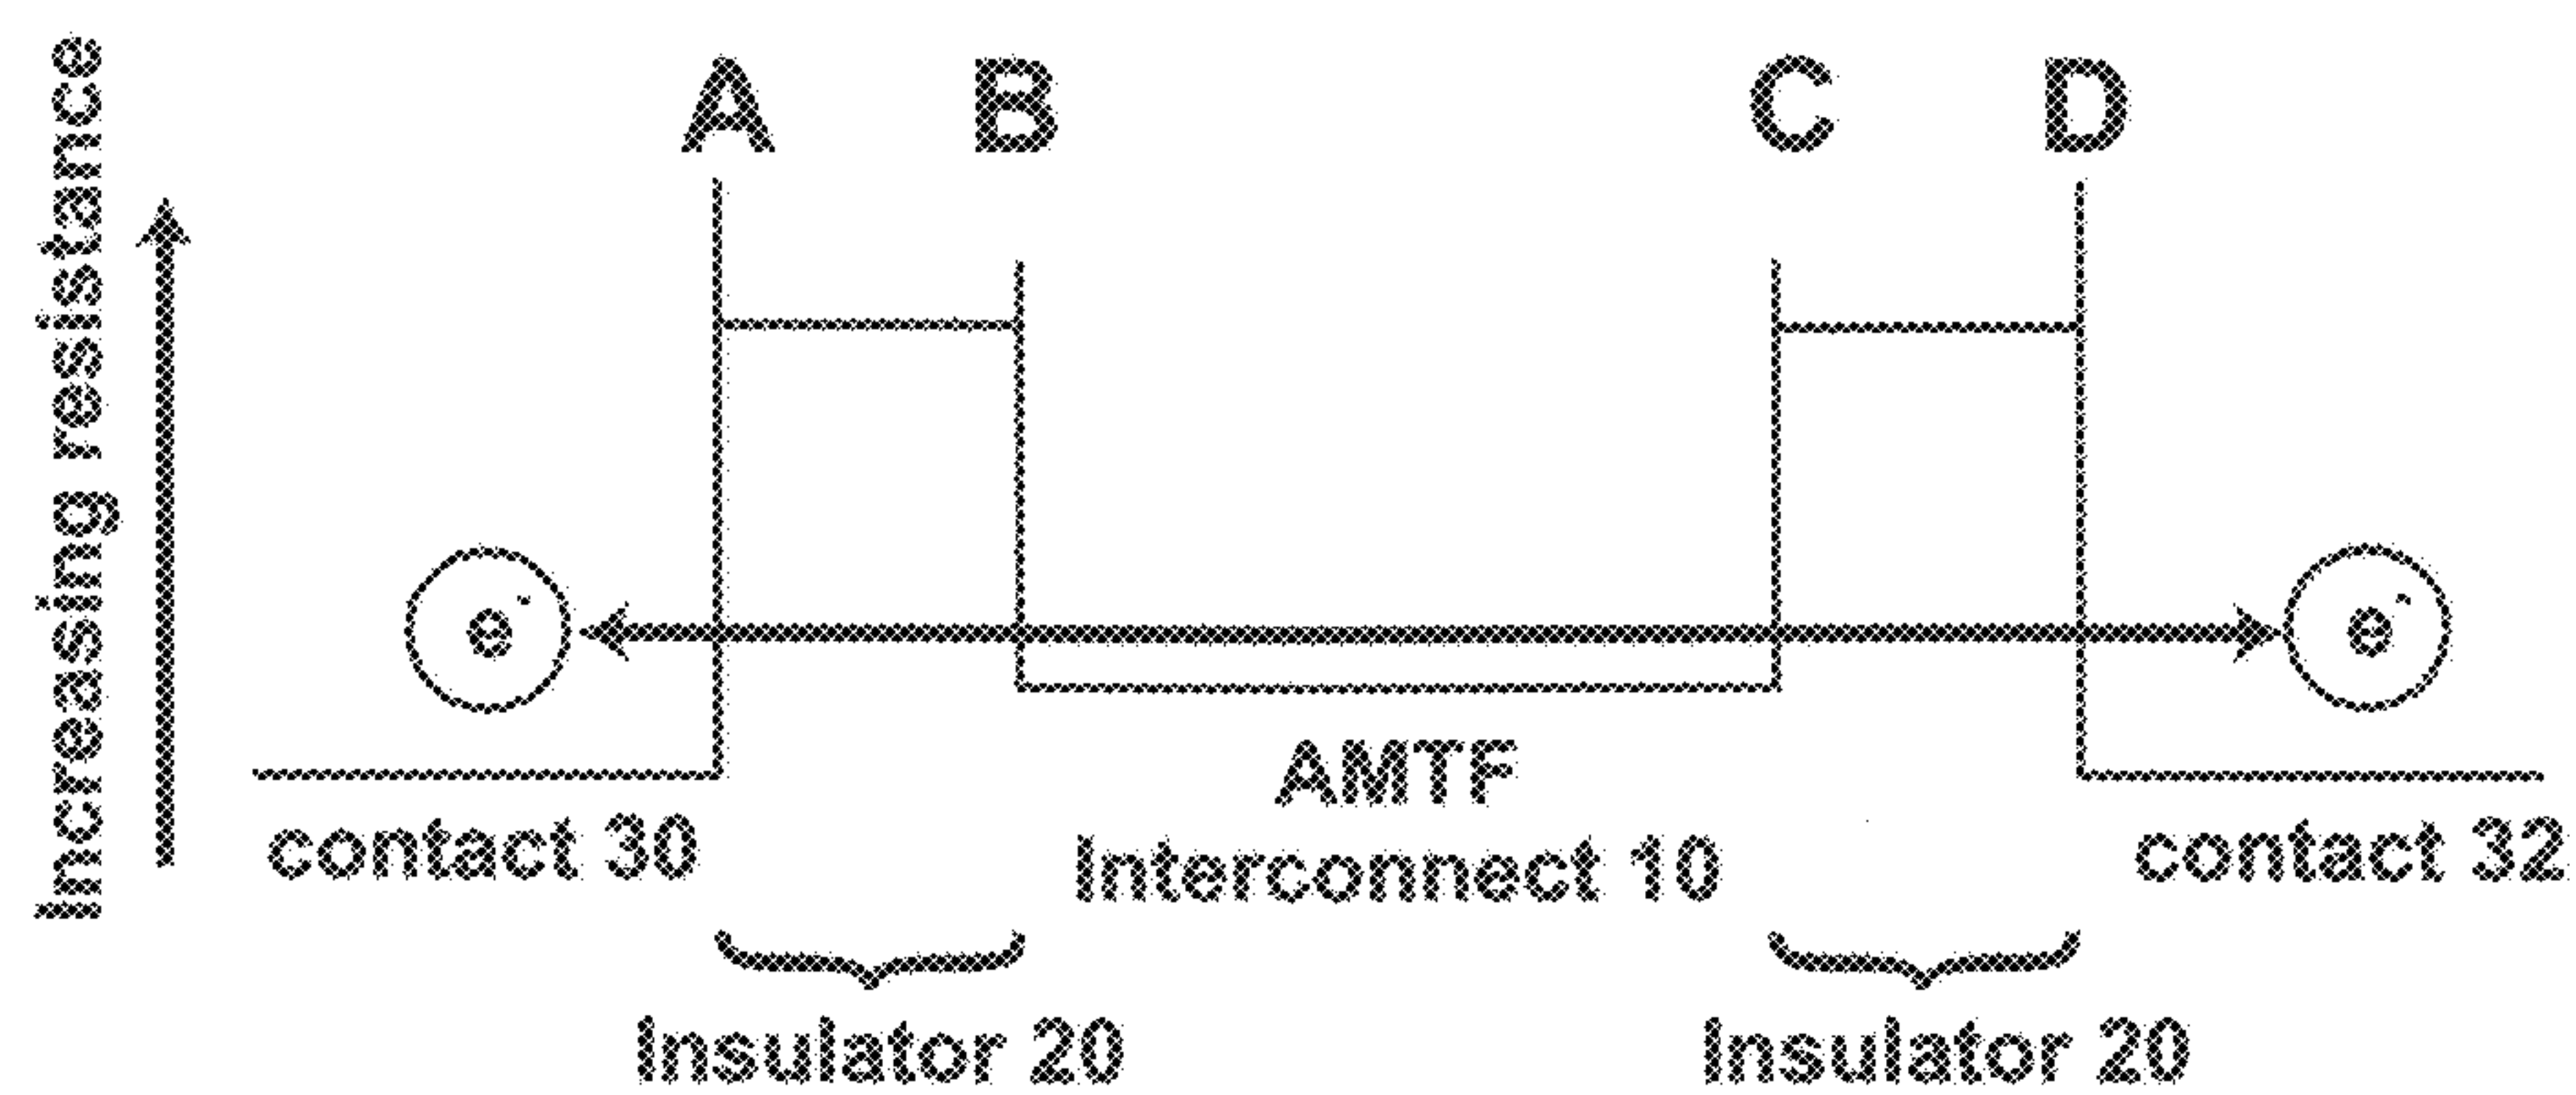 Increasing resistance
A B C D
e- e-
contact 30
AMTF
Interconnect 10
contact 32
Insulator 20
Insulator 20